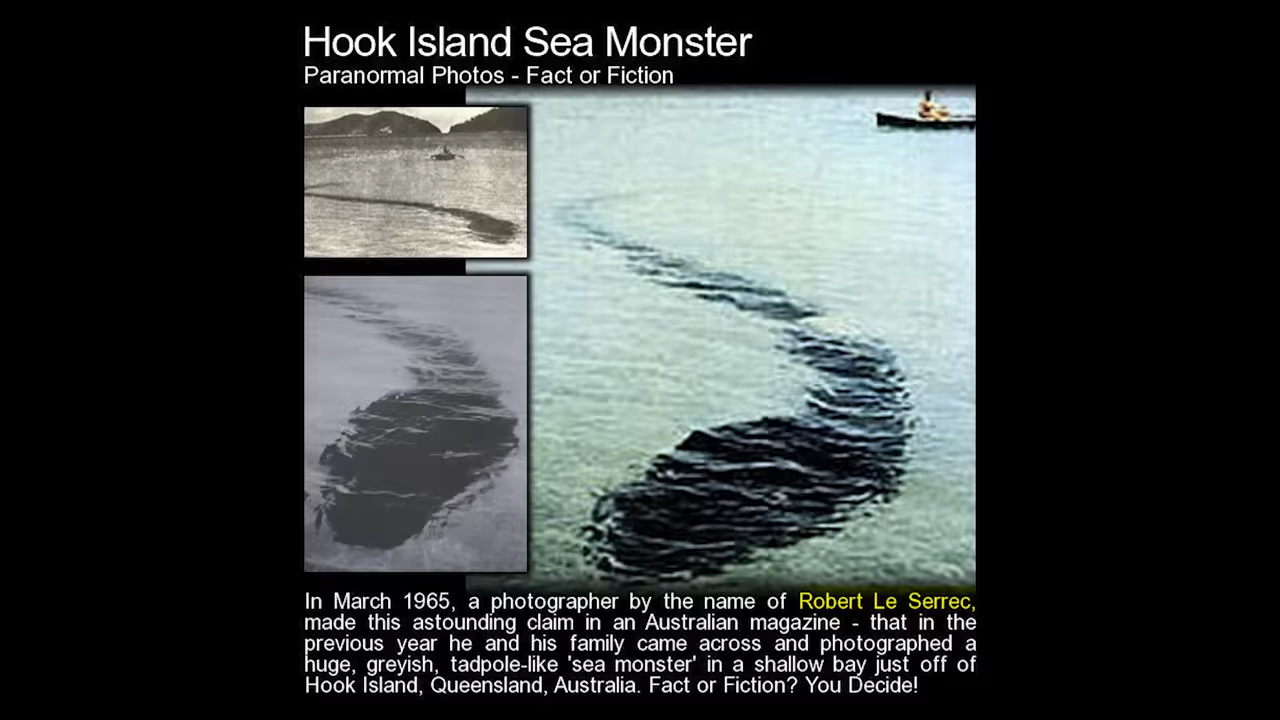 Hook Island Sea Monster
Paranormal Photos - Fact or Fiction
In March 1965, a photographer by the name of Robert Le Serrec,
made this astounding claim in an Australian magazine - that in the
previous year he and his family came across and photographed a
huge, greyish, tadpole-like 'sea monster' in a shallow bay just off of
Hook Island, Queensland, Australia. Fact or Fiction? You Decide!